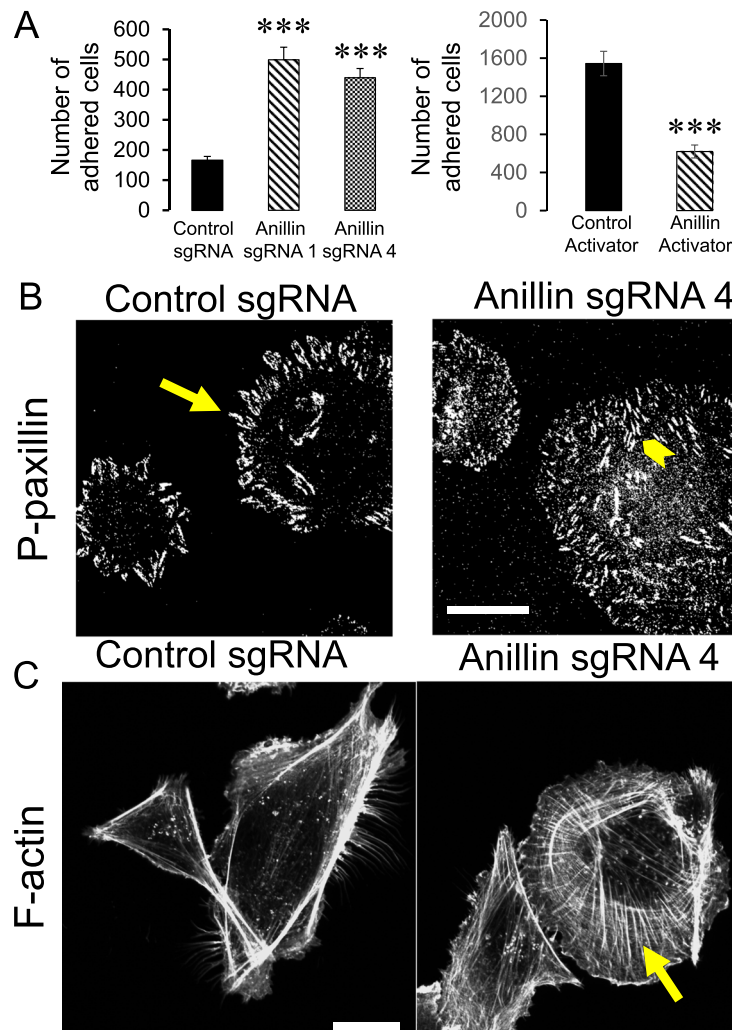 A
Number of
adhered cells
600
500
400
300
200
100
0
***
***
Control
sgRNA
Anillin
sgRNA 1
Anillin
sgRNA 4
Number of
adhered cells
2000
1600
1200
800
400
0
***
Control
Activator
Anillin
Activator
B
Control sgRNA
Anillin sgRNA 4
P-paxillin
C
Control sgRNA
Anillin sgRNA 4
F-actin